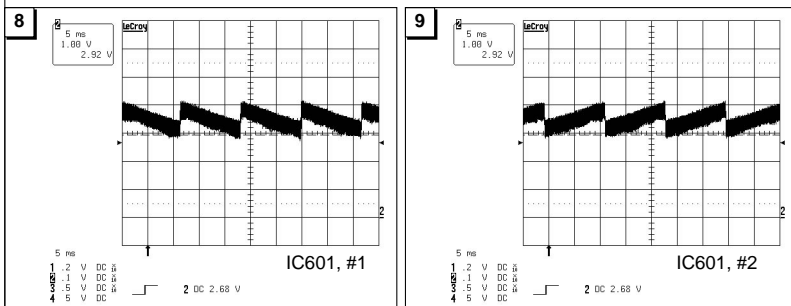 8
2
5 ms
1.00 V
2.92 V
LeCroy
2
IC601, #1
5 ms
1 .2 V DC
2 .1 V DC
3 .5 V DC
4 5 V DC
2 DC 2.68 V
9
2
5 ms
1.00 V
2.92 V
LeCroy
2
IC601, #2
5 ms
1 .2 V DC
2 .1 V DC
3 .5 V DC
4 5 V DC
2 DC 2.68 V